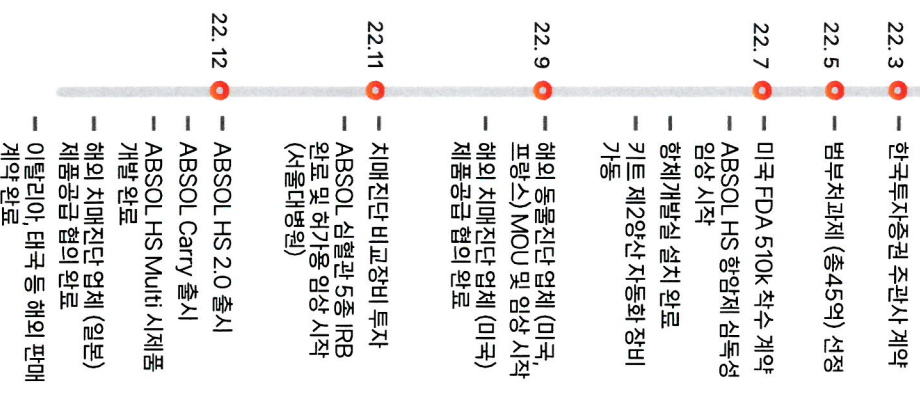 22. 3
– 한국투자증권 주관사 계약
22. 5
– 범부처과제 (총45억) 선정
22. 7
– 미국 FDA 510k 착수 계약
– ABSOL HS 항암제 심독성
임상 시작
– 항체개발실 설치 완료
– 키트 제2양산 자동화 장비
가동
22. 9
– 해외 동물진단 업체 (미국,
프랑스) MOU 및 임상 시작
– 해외 치매진단 업체 (미국)
제품공급 협의 완료
22.11
– 치매진단 비교장비 투자
– ABSOL 심혈관 5종 IRB
완료 및 허가용 임상 시작
(서울대병원)
22. 12
– ABSOL HS 2.0 출시
– ABSOL Carry 출시
– ABSOL HS Multi 시제품
개발 완료
– 해외 치매진단 업체 (일본)
제품공급 협의 완료
– 이탈리아, 태국 등 해외 판매
계약 완료